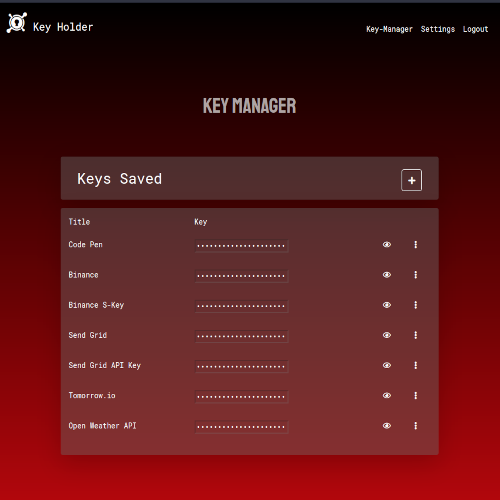 Key Holder
Key-Manager Settings Logout
KEY MANAGER
Keys Saved
+
Title Key
Code Pen
Binance
Binance S-Key
Send Grid
Send Grid API Key
Tomorrow.io
Open Weather API